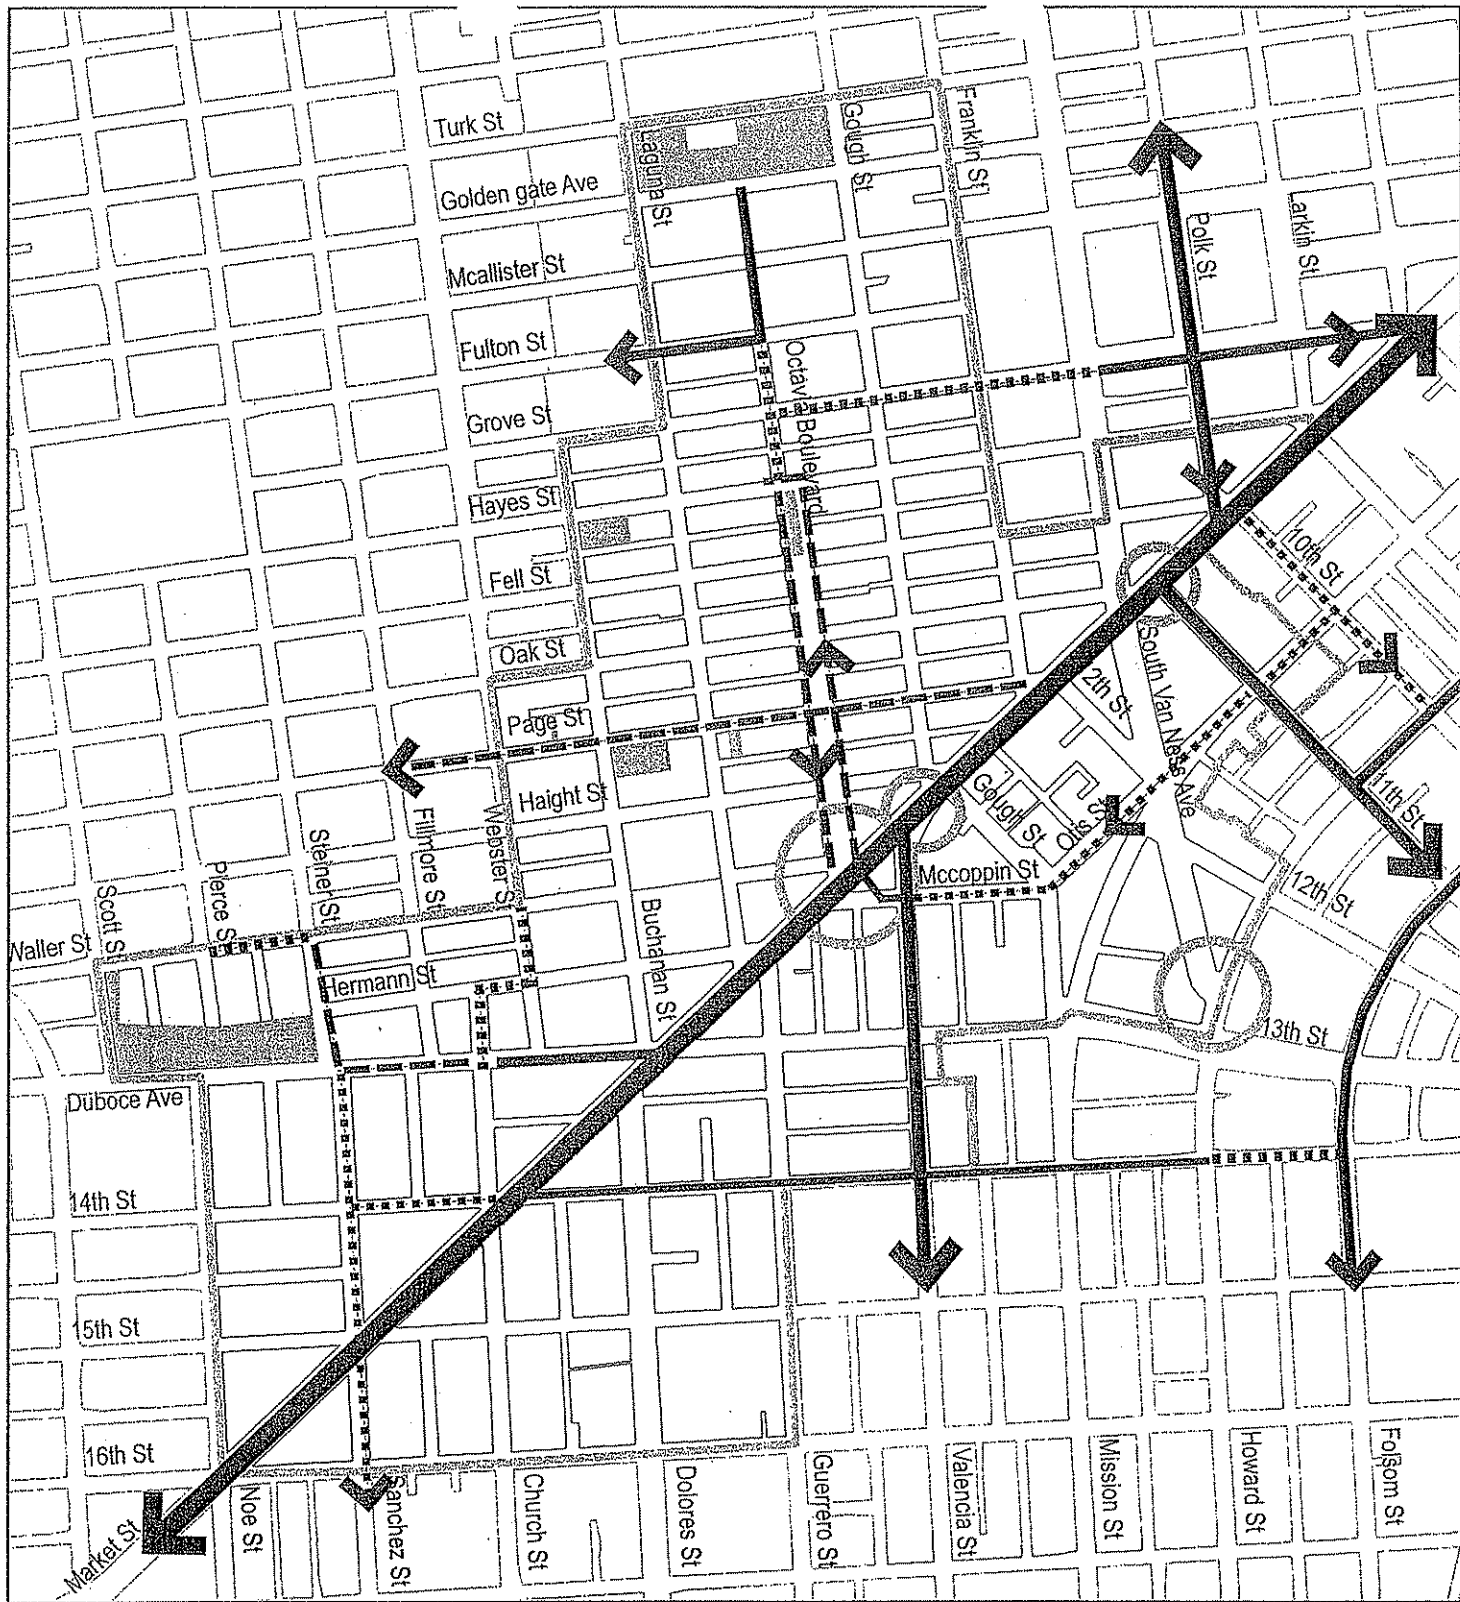 Turk St
Golden gate Ave
Mcallister St
Fulton St
Grove St
Hayes St
Fell St
Oak St
Page St
Haight St
Laguna St
Gough St
Franklin St
Polk St
Larkin St
Octavia Boulevard
10th St
2th St
South Van Ness Ave
11th St
12th St
Gough St
Otis St
Mccoppin St
13th St
Scott St
Pierce S
Steiner St
Fillmore St
Webster St
Buchanan St
Waller St
Hermann St
Duboce Ave
14th St
15th St
16th St
Market St
Noe St
Sanchez St
Church St
Dolores St
Guerrero St
Valencia St
Mission St
Howard St
Folsom St